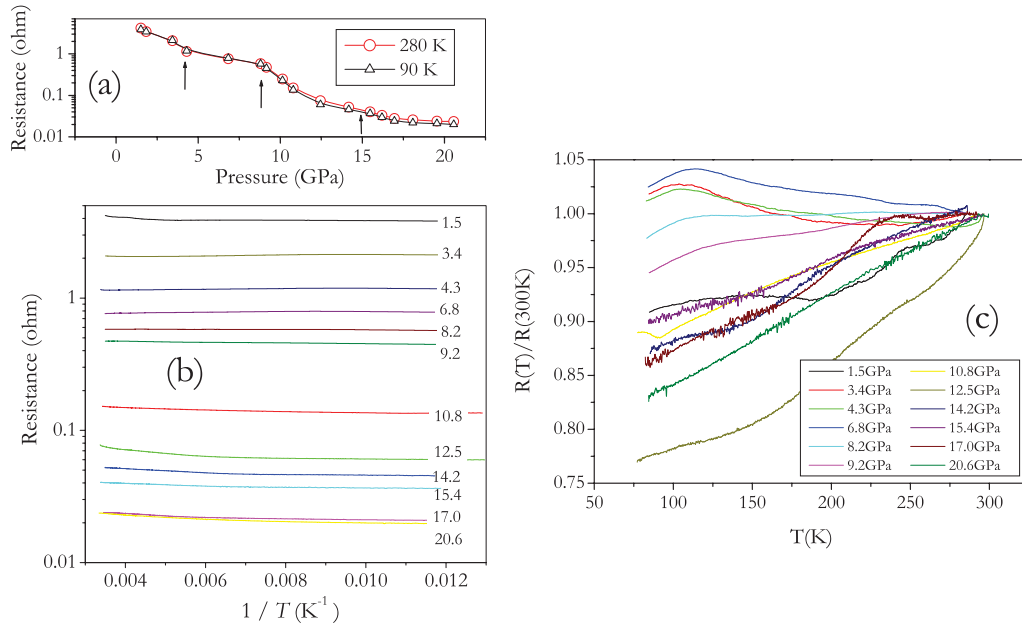 (a)
Resistance (ohm)
1
0.1
0.01
280 K
90 K
0 5 10 15 20
Pressure (GPa)
(b)
Resistance (ohm)
1
0.1
0.01
1.5
3.4
4.3
6.8
8.2
9.2
10.8
12.5
14.2
15.4
17.0
20.6
0.004 0.006 0.008 0.010 0.012
1 / T (K⁻¹)
(c)
R(T)/R(300K)
1.05
1.00
0.95
0.90
0.85
0.80
0.75
1.5GPa 10.8GPa
3.4GPa 12.5GPa
4.3GPa 14.2GPa
6.8GPa 15.4GPa
8.2GPa 17.0GPa
9.2GPa 20.6GPa
50 100 150 200 250 300
T(K)